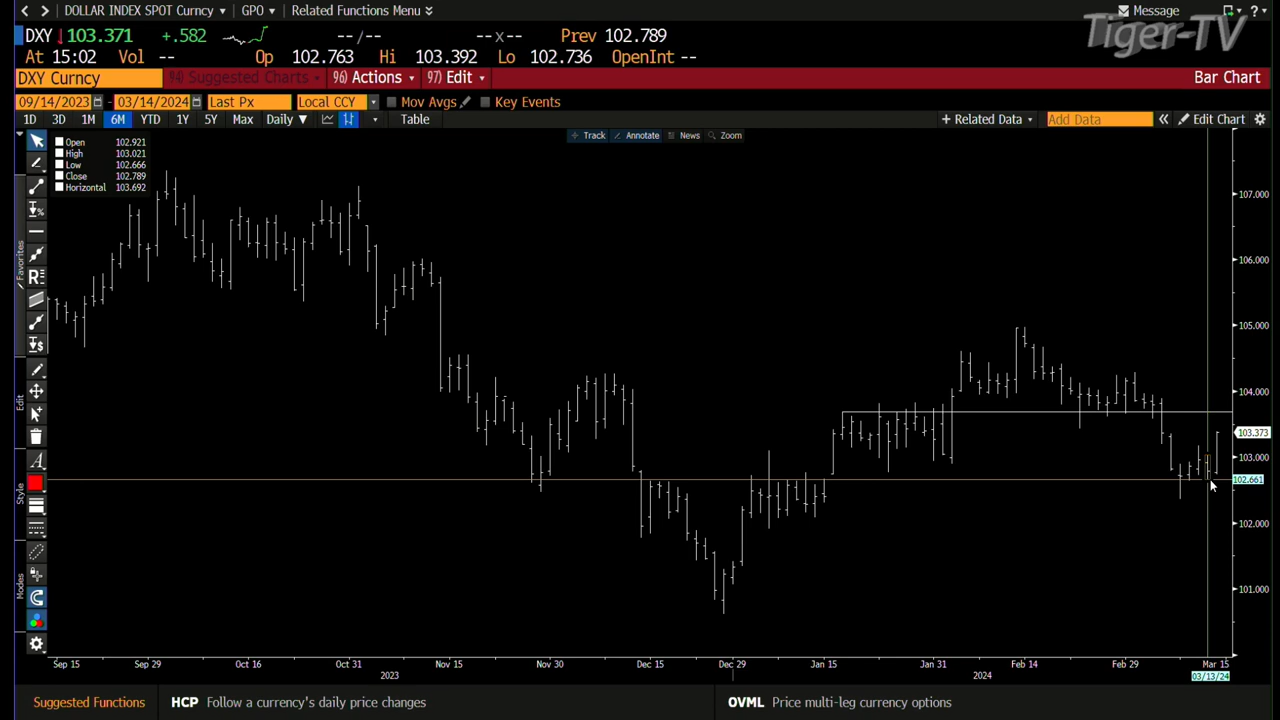 DOLLAR INDEX SPOT Curncy GPO Related Functions Menu Message ?
Tiger-TV
DXY 103.371 +.582 --/-- --x-- Prev 102.789
At 15:02 Vol -- Op 102.763 Hi 103.392 Lo 102.736 OpenInt --
DXY Curncy 94) Suggested Charts 96) Actions 97) Edit Bar Chart
09/14/2023 - 03/14/2024 Last Px Local CCY Mov Avgs Key Events
1D 3D 1M 6M YTD 1Y 5Y Max Daily Table + Related Data Add Data Edit Chart
Track Annotate News Zoom
Open 102.921
High 103.021
Low 102.666
Close 102.789
Horizontal 103.692
Favorites
Edit
Style
Modes
107.000
106.000
105.000
104.000
103.373
103.000
102.661
102.000
101.000
Sep 15 Sep 29 Oct 16 Oct 31 Nov 15 Nov 30 Dec 15 Dec 29 Jan 15 Jan 31 Feb 14 Feb 29 Mar 15
2023 2024 03/13/24
Suggested Functions HCP Follow a currency's daily price changes OVML Price multi-leg currency options